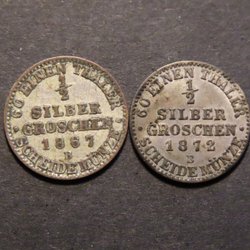 60 EINEN THALER
1/2
SILBER
GROSCHEN
1867
B
SCHEIDE MÜNZE
60 EINEN THALER
1/2
SILBER
GROSCHEN
1872
SCHEIDE MÜNZE